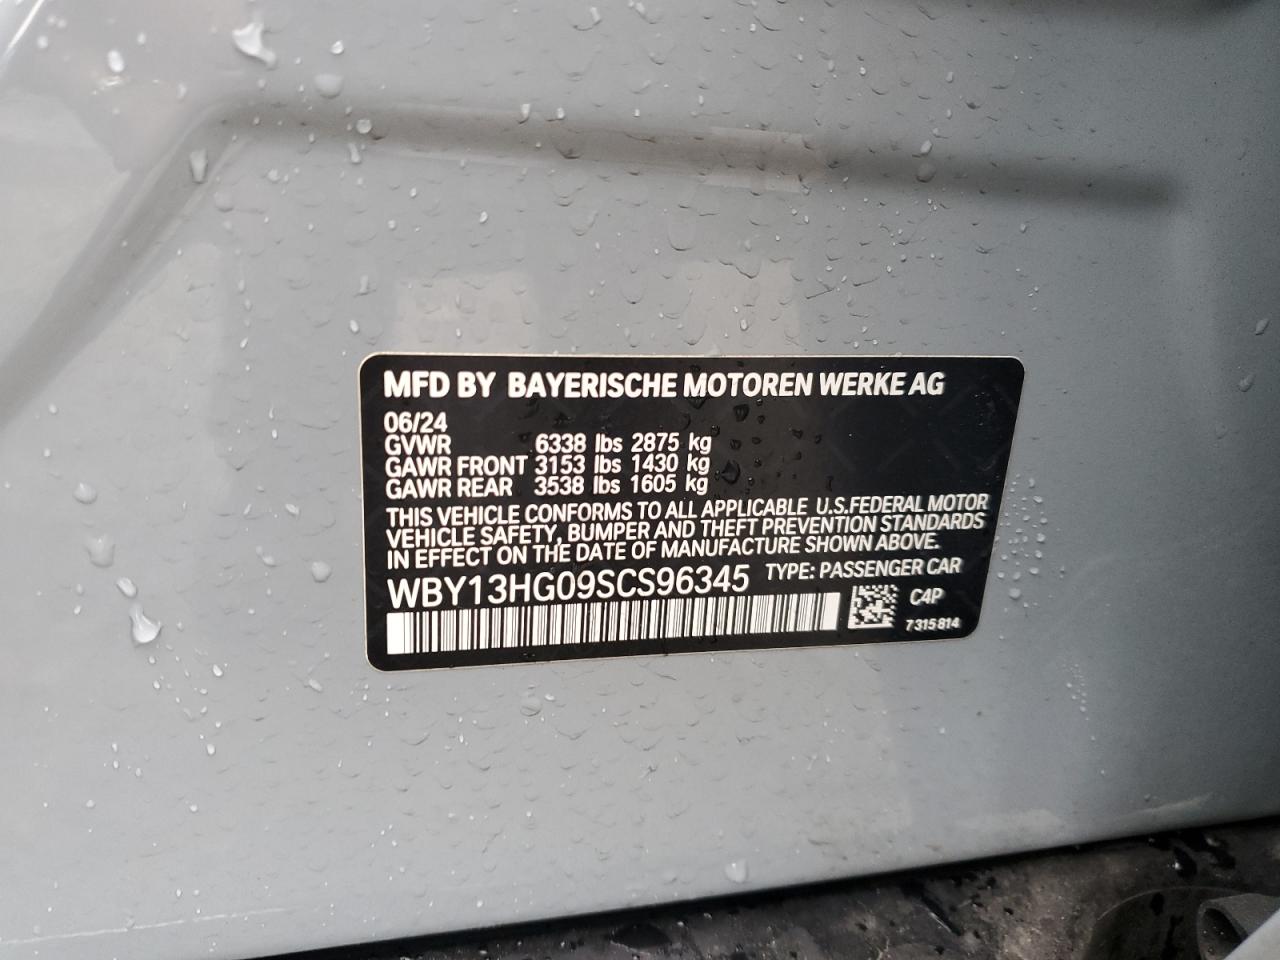 MFD BY BAYERISCHE MOTOREN WERKE AG
06/24
GVWR 6338 lbs 2875 kg
GAWR FRONT 3153 lbs 1430 kg
GAWR REAR 3538 lbs 1605 kg
THIS VEHICLE CONFORMS TO ALL APPLICABLE U.S.FEDERAL MOTOR
VEHICLE SAFETY, BUMPER AND THEFT PREVENTION STANDARDS
IN EFFECT ON THE DATE OF MANUFACTURE SHOWN ABOVE.
WBY13HG09SCS96345 TYPE: PASSENGER CAR
C4P
7315814